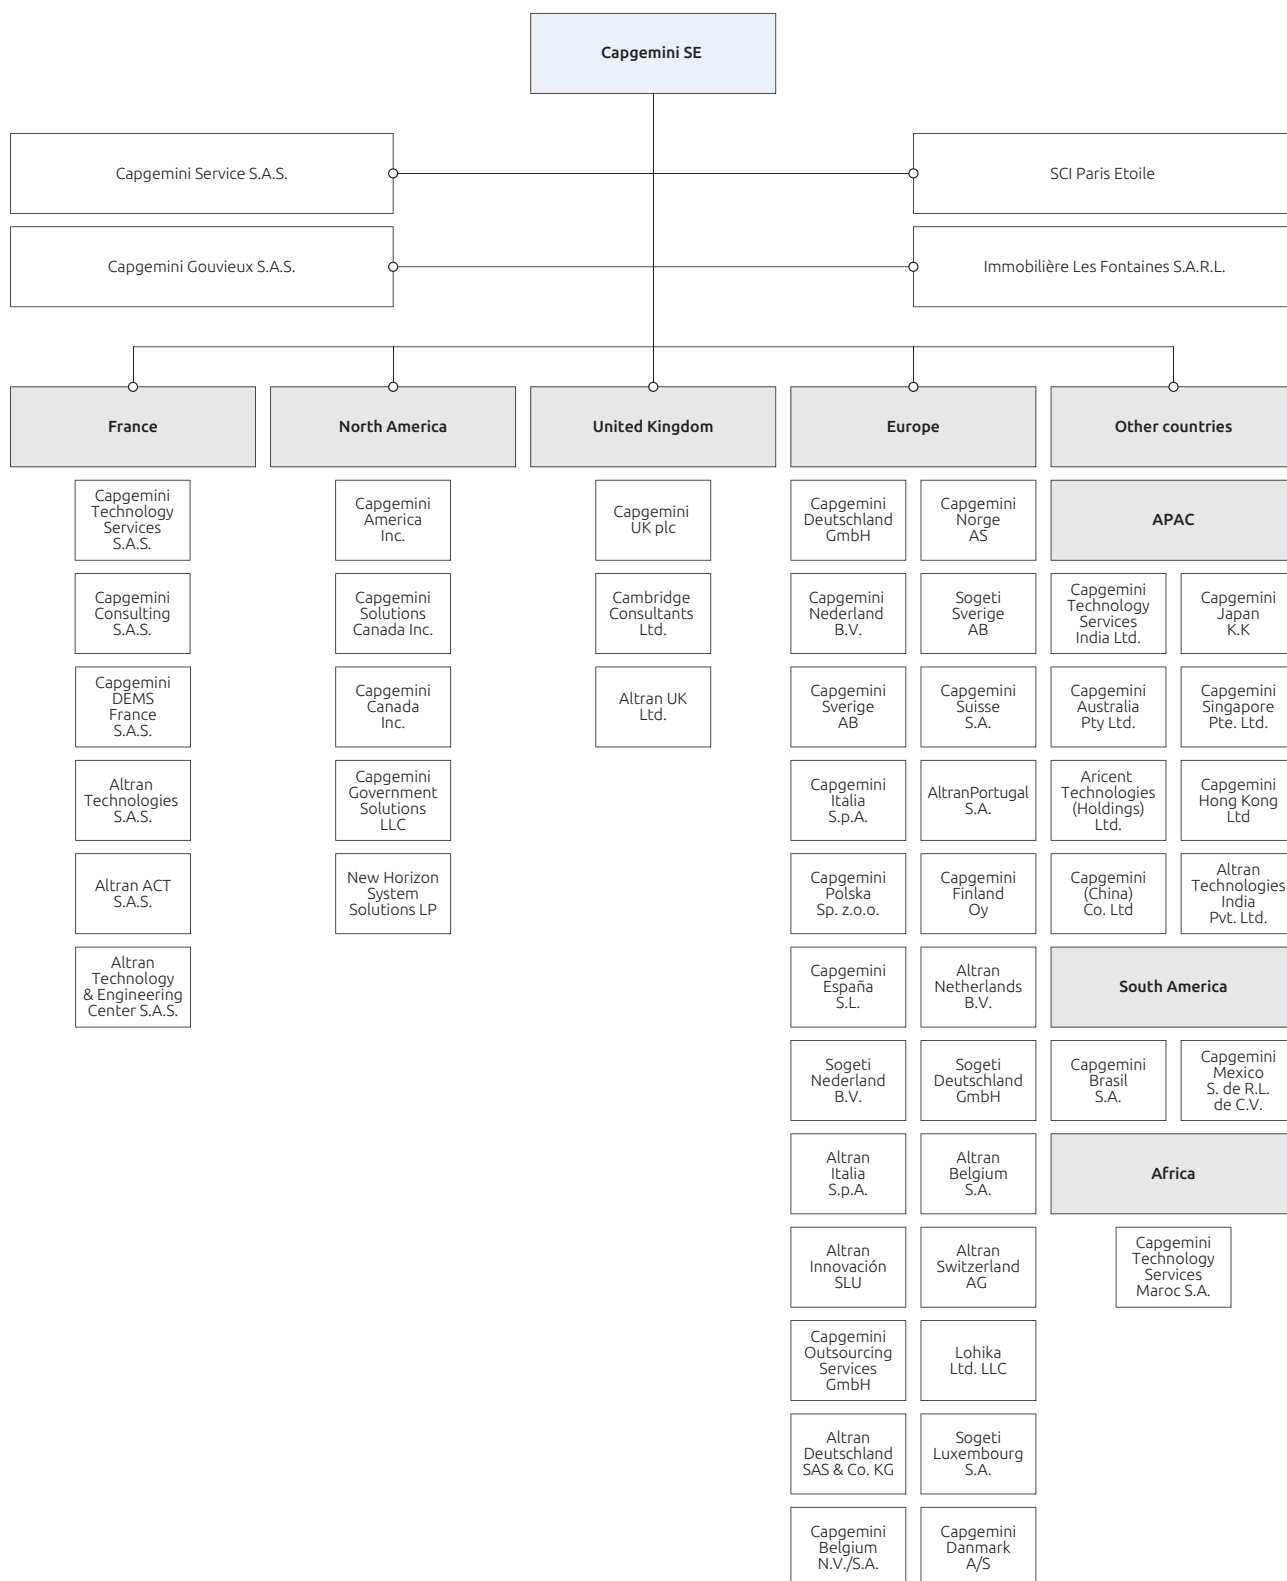 Capgemini SE
Capgemini Service S.A.S.
SCI Paris Etoile
Capgemini Gouvieux S.A.S.
Immobilière Les Fontaines S.A.R.L.
France
North America
United Kingdom
Europe
Other countries
Capgemini
Technology
Services
S.A.S.
Capgemini
Consulting
S.A.S.
Capgemini
DEMS
France
S.A.S.
Altran
Technologies
S.A.S.
Altran ACT
S.A.S.
Altran
Technology
& Engineering
Center S.A.S.
Capgemini
America
Inc.
Capgemini
Solutions
Canada Inc.
Capgemini
Canada
Inc.
Capgemini
Government
Solutions
LLC
New Horizon
System
Solutions LP
Capgemini
UK plc
Cambridge
Consultants
Ltd.
Altran UK
Ltd.
Capgemini
Deutschland
GmbH
Capgemini
Norge
AS
Capgemini
Nederland
B.V.
Sogeti
Sverige
AB
Capgemini
Sverige
AB
Capgemini
Suisse
S.A.
Capgemini
Italia
S.p.A.
AltranPortugal
S.A.
Capgemini
Polska
Sp. z.o.o.
Capgemini
Finland
Oy
Capgemini
España
S.L.
Altran
Netherlands
B.V.
Sogeti
Nederland
B.V.
Sogeti
Deutschland
GmbH
Altran
Italia
S.p.A.
Altran
Belgium
S.A.
Altran
Innovación
SLU
Altran
Switzerland
AG
Capgemini
Outsourcing
Services
GmbH
Lohika
Ltd. LLC
Altran
Deutschland
SAS & Co. KG
Sogeti
Luxembourg
S.A.
Capgemini
Belgium
N.V./S.A.
Capgemini
Danmark
A/S
APAC
Capgemini
Technology
Services
India Ltd.
Capgemini
Japan
K.K
Capgemini
Australia
Pty Ltd.
Capgemini
Singapore
Pte. Ltd.
Aricent
Technologies
(Holdings)
Ltd.
Capgemini
Hong Kong
Ltd
Capgemini
(China)
Co. Ltd
Altran
Technologies
India
Pvt. Ltd.
South America
Capgemini
Brasil
S.A.
Capgemini
Mexico
S. de R.L.
de C.V.
Africa
Capgemini
Technology
Services
Maroc S.A.